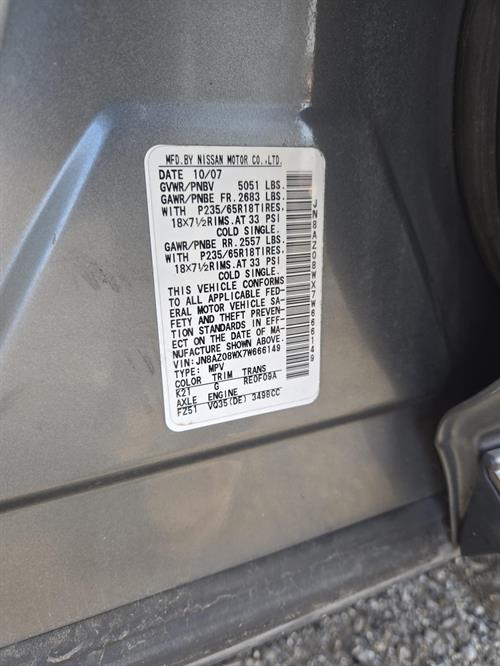 MFD.BY NISSAN MOTOR CO.,LTD.
DATE 10/07
GVWR/PNBV 5051 LBS.
GAWR/PNBE FR. 2683 LBS.
WITH P235/65R18TIRES.
18X7½RIMS.AT 33 PSI
COLD SINGLE.
GAWR/PNBE RR. 2557 LBS.
WITH P235/65R18TIRES.
18X7½RIMS.AT 33 PSI
COLD SINGLE.
THIS VEHICLE CONFORMS
TO ALL APPLICABLE FED-
ERAL MOTOR VEHICLE SA-
FETY AND THEFT PREVEN-
TION STANDARDS IN EFF-
ECT ON THE DATE OF MA-
NUFACTURE SHOWN ABOVE.
VIN:JN8AZ08WX7W666149
TYPE: MPV
COLOR TRIM TRANS
K21 G RE0F09A
AXLE ENGINE
FZ51 VQ35(DE) 3498CC
JN8AZ08WX7W666149